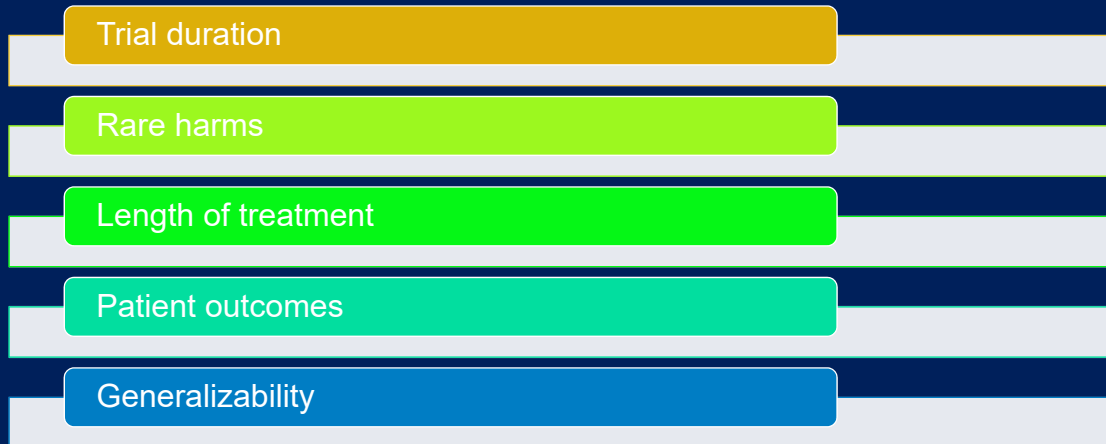 Trial duration
Rare harms
Length of treatment
Patient outcomes
Generalizability